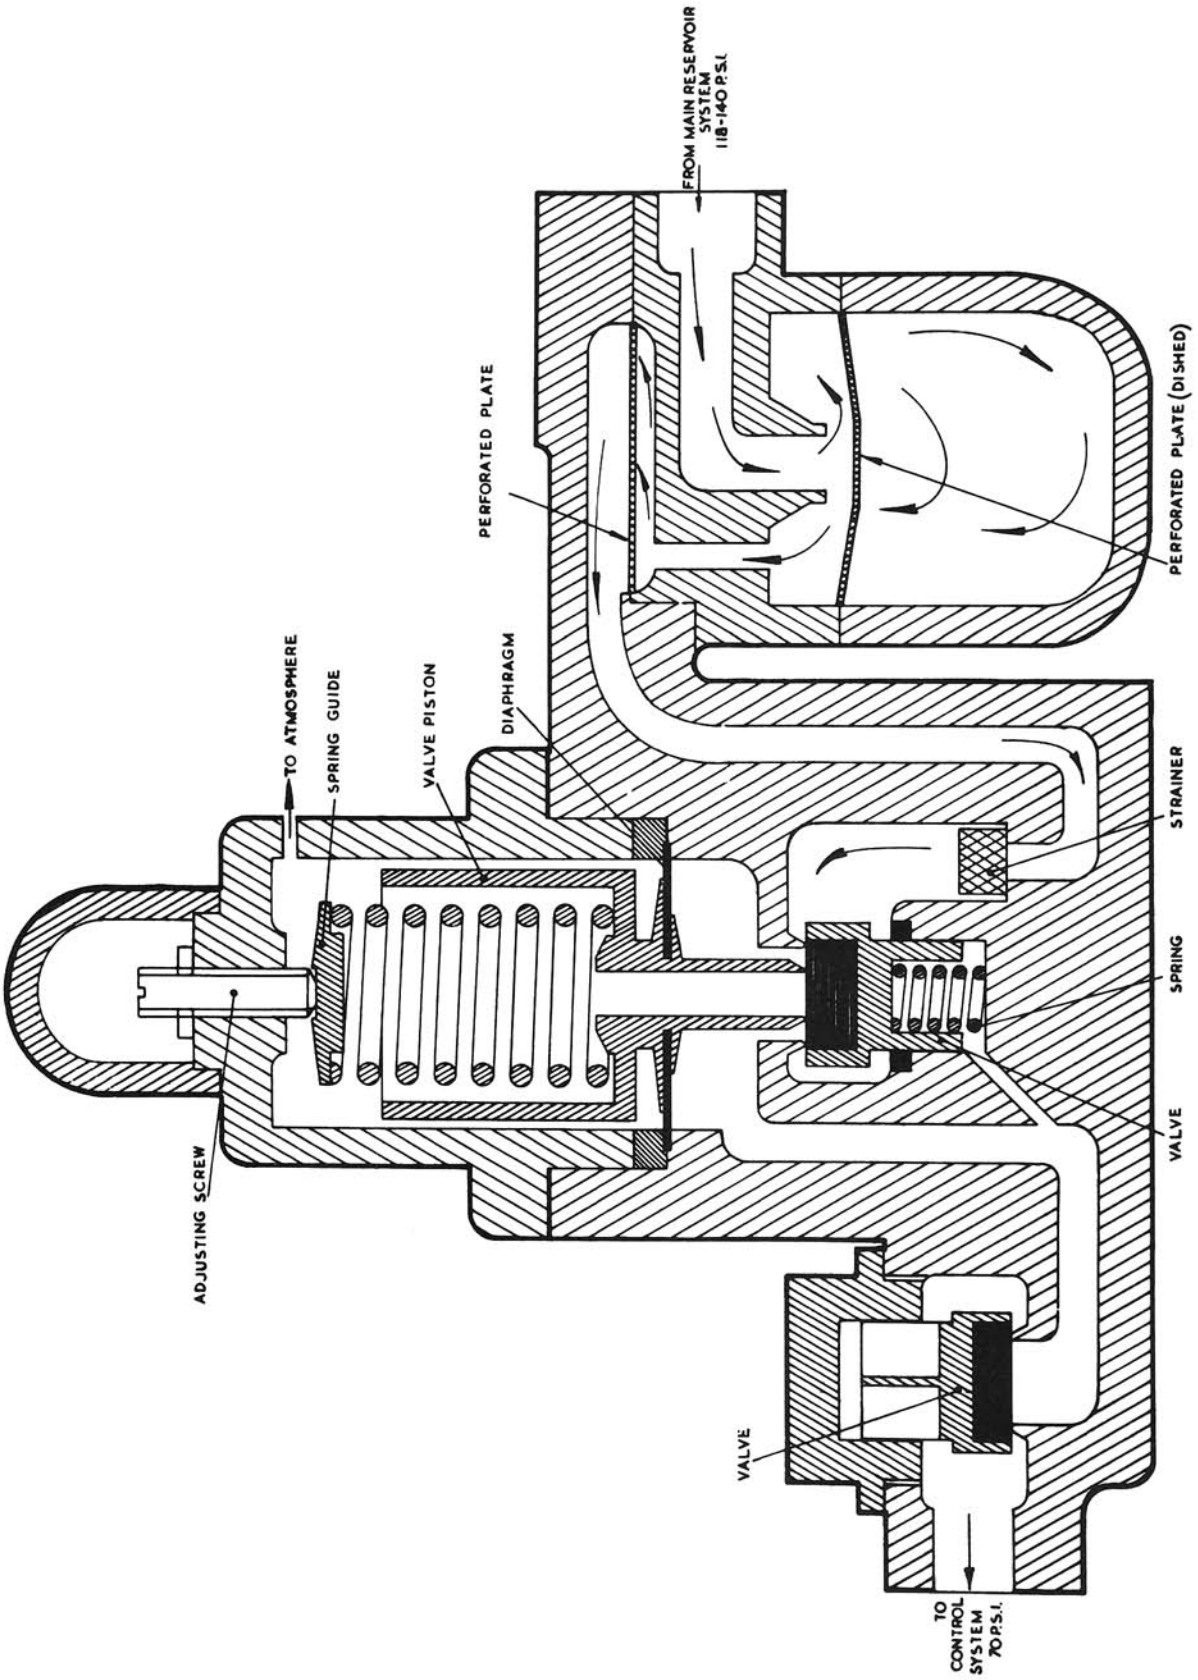 FROM MAIN RESERVOIR
SYSTEM
118-140 P.S.I.
PERFORATED PLATE
PERFORATED PLATE (DISHED)
TO ATMOSPHERE
SPRING GUIDE
VALVE PISTON
DIAPHRAGM
STRAINER
SPRING
VALVE
ADJUSTING SCREW
VALVE
TO
CONTROL
SYSTEM
70 P.S.I.